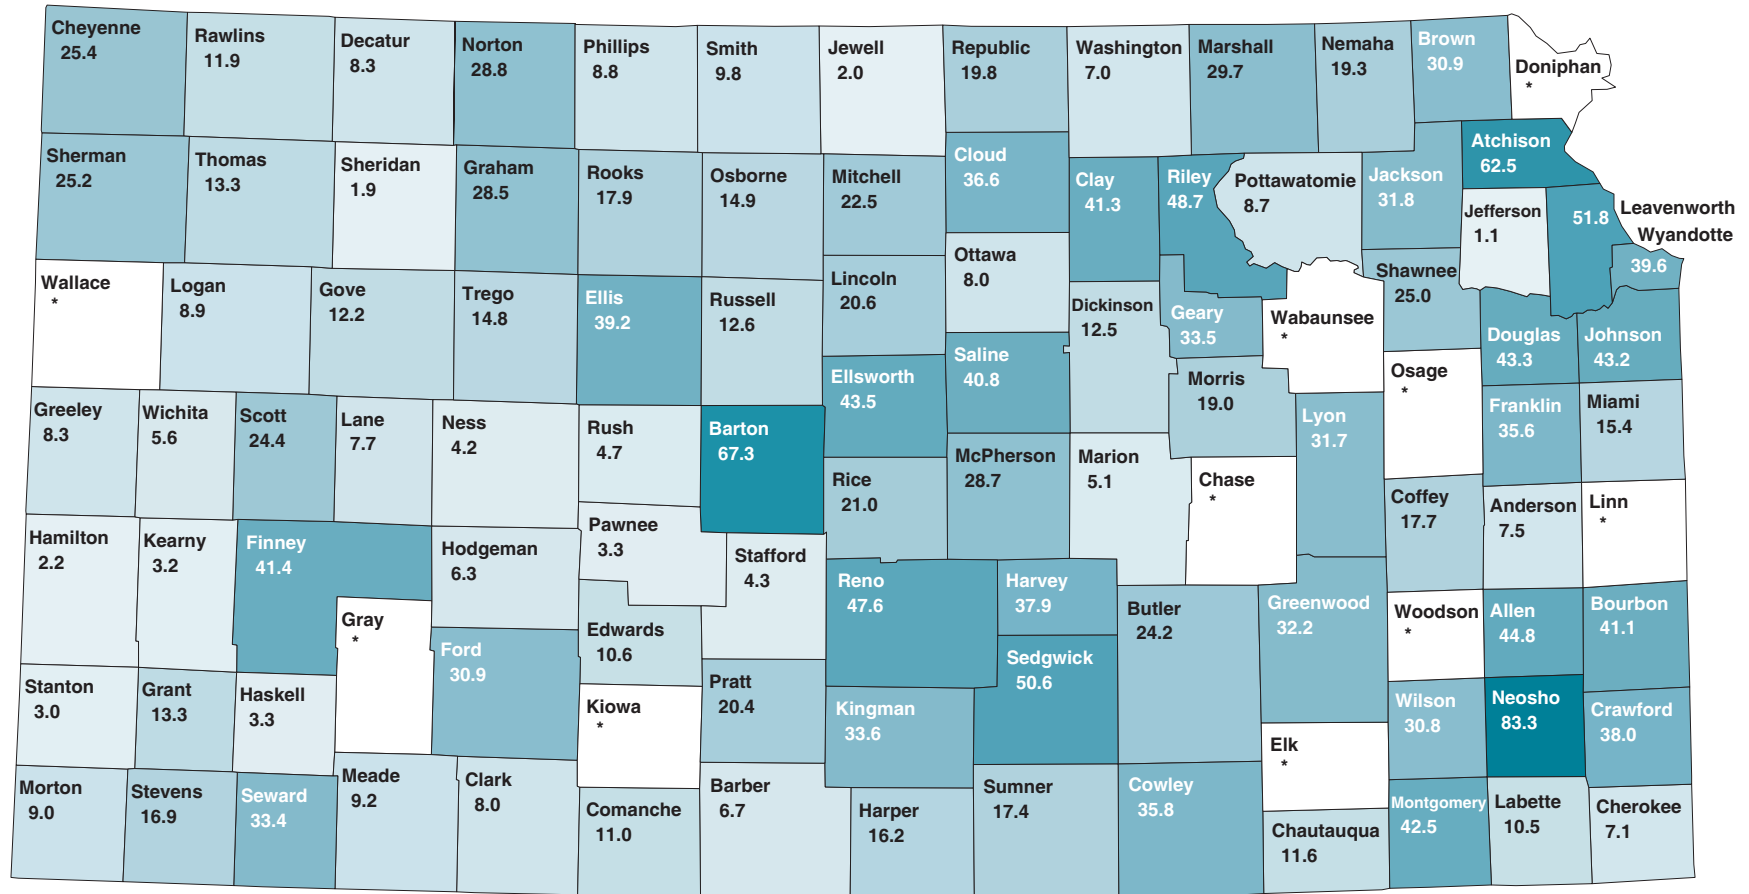 Cheyenne
25.4
Rawlins
11.9
Decatur
8.3
Norton
28.8
Phillips
8.8
Smith
9.8
Jewell
2.0
Republic
19.8
Washington
7.0
Marshall
29.7
Nemaha
19.3
Brown
30.9
Doniphan
*
Sherman
25.2
Thomas
13.3
Sheridan
1.9
Graham
28.5
Rooks
17.9
Osborne
14.9
Mitchell
22.5
Cloud
36.6
Clay
41.3
Riley
48.7
Pottawatomie
8.7
Jackson
31.8
Atchison
62.5
Jefferson
1.1
51.8
Leavenworth
Wyandotte
39.6
Wallace
*
Logan
8.9
Gove
12.2
Trego
14.8
Ellis
39.2
Russell
12.6
Lincoln
20.6
Ottawa
8.0
Dickinson
12.5
Geary
33.5
Wabaunsee
*
Shawnee
25.0
Douglas
43.3
Johnson
43.2
Ellsworth
43.5
Saline
40.8
Morris
19.0
Osage
*
Franklin
35.6
Miami
15.4
Greeley
8.3
Wichita
5.6
Scott
24.4
Lane
7.7
Ness
4.2
Rush
4.7
Barton
67.3
Rice
21.0
McPherson
28.7
Marion
5.1
Chase
*
Lyon
31.7
Coffey
17.7
Anderson
7.5
Linn
*
Hamilton
2.2
Kearny
3.2
Finney
41.4
Hodgeman
6.3
Pawnee
3.3
Stafford
4.3
Reno
47.6
Harvey
37.9
Butler
24.2
Greenwood
32.2
Woodson
*
Allen
44.8
Bourbon
41.1
Gray
*
Ford
30.9
Edwards
10.6
Sedgwick
50.6
Stanton
3.0
Grant
13.3
Haskell
3.3
Kiowa
*
Pratt
20.4
Kingman
33.6
Elk
*
Wilson
30.8
Neosho
83.3
Crawford
38.0
Morton
9.0
Stevens
16.9
Seward
33.4
Meade
9.2
Clark
8.0
Comanche
11.0
Barber
6.7
Harper
16.2
Sumner
17.4
Cowley
35.8
Chautauqua
11.6
Montgomery
42.5
Labette
10.5
Cherokee
7.1